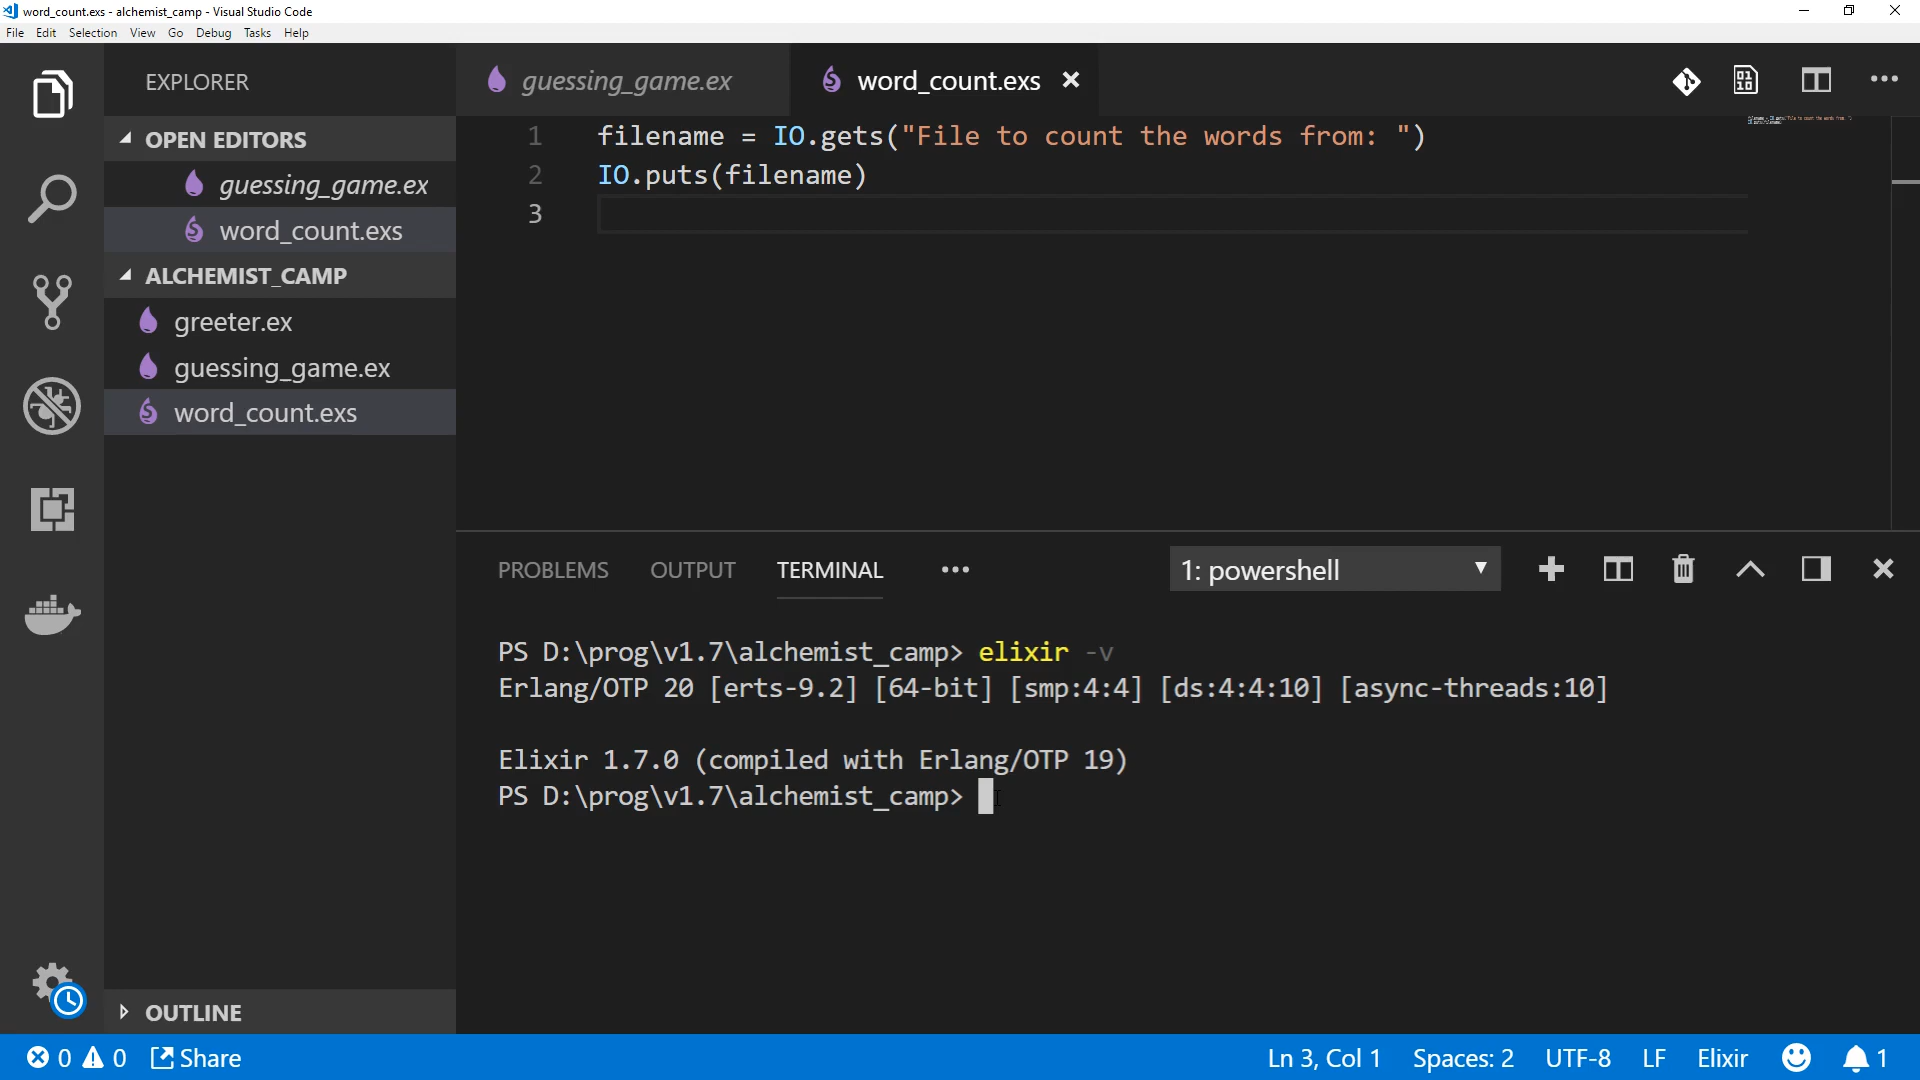 word_count.exs - alchemist_camp - Visual Studio Code
File Edit Selection View Go Debug Tasks Help
EXPLORER
OPEN EDITORS
guessing_game.ex
word_count.exs
ALCHEMIST_CAMP
greeter.ex
guessing_game.ex
word_count.exs
OUTLINE
guessing_game.ex word_count.exs
1 filename = IO.gets("File to count the words from: ")
2 IO.puts(filename)
3
PROBLEMS OUTPUT TERMINAL 1: powershell
PS D:\prog\v1.7\alchemist_camp> elixir -v
Erlang/OTP 20 [erts-9.2] [64-bit] [smp:4:4] [ds:4:4:10] [async-threads:10]
Elixir 1.7.0 (compiled with Erlang/OTP 19)
PS D:\prog\v1.7\alchemist_camp>
0 0 Share Ln 3, Col 1 Spaces: 2 UTF-8 LF Elixir 1